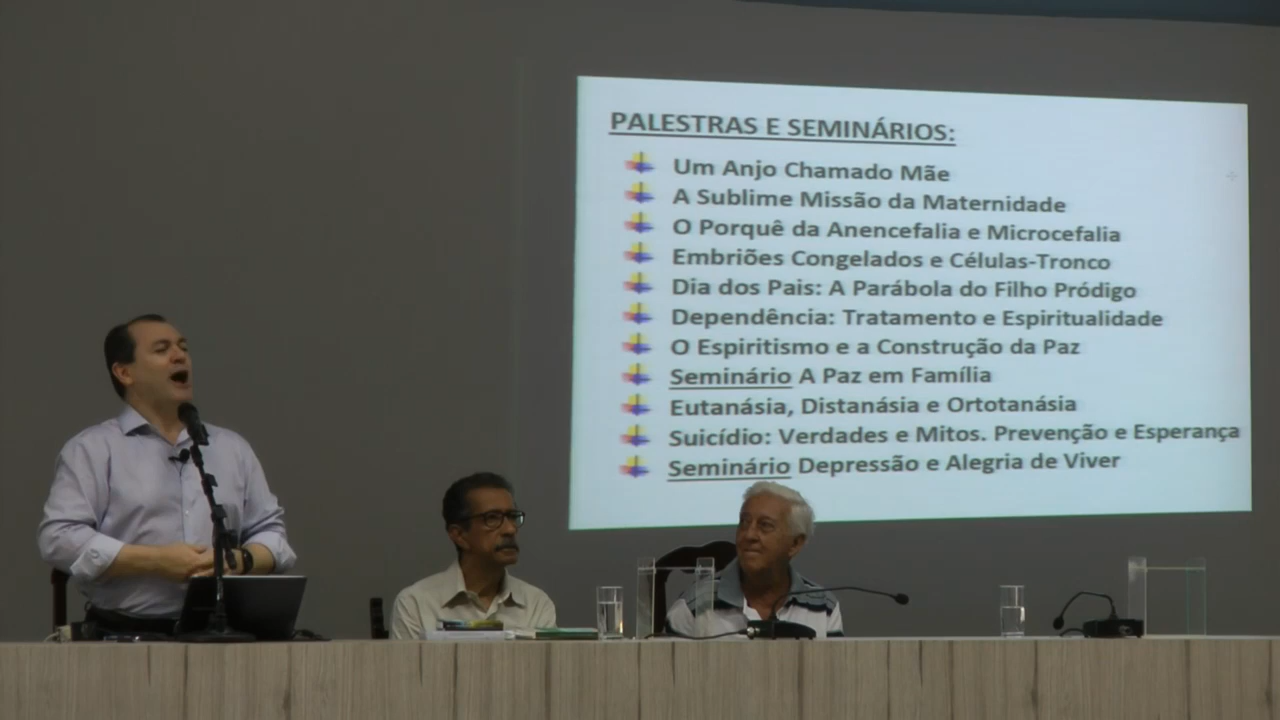 PALESTRAS E SEMINÁRIOS:
Um Anjo Chamado Mãe
A Sublime Missão da Maternidade
O Porquê da Anencefalia e Microcefalia
Embriões Congelados e Células-Tronco
Dia dos Pais: A Parábola do Filho Pródigo
Dependência: Tratamento e Espiritualidade
O Espiritismo e a Construção da Paz
Seminário A Paz em Família
Eutanásia, Distanásia e Ortotanásia
Suicídio: Verdades e Mitos. Prevenção e Esperança
Seminário Depressão e Alegria de Viver